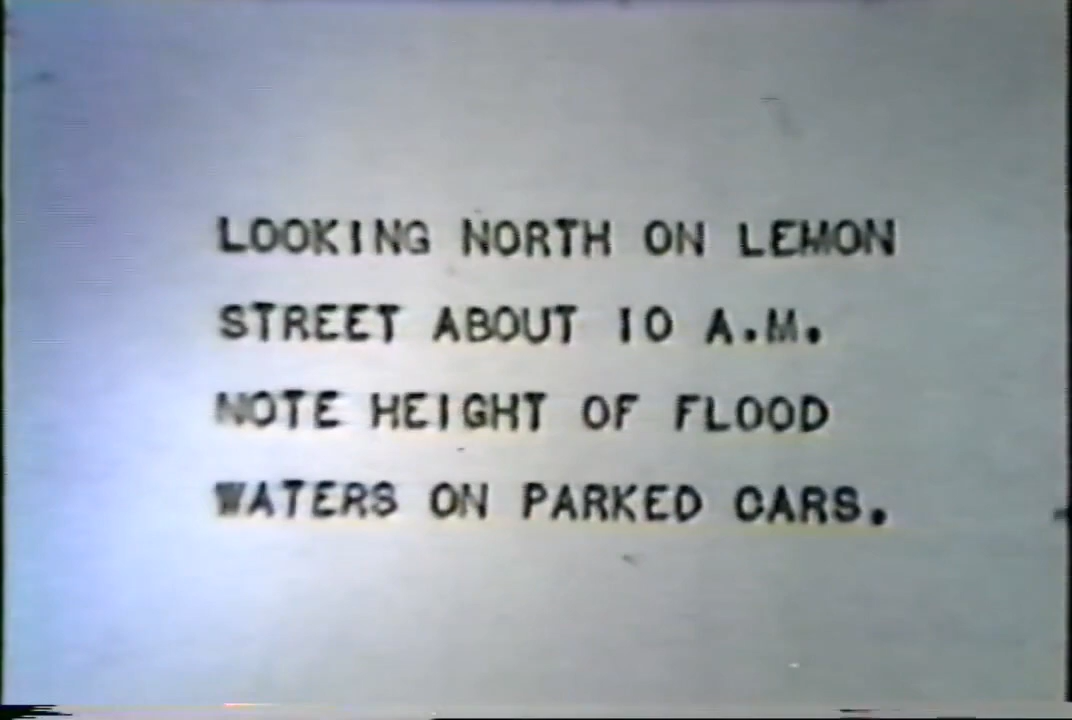 LOOKING NORTH ON LEMON
STREET ABOUT 10 A.M.
NOTE HEIGHT OF FLOOD
WATERS ON PARKED CARS.